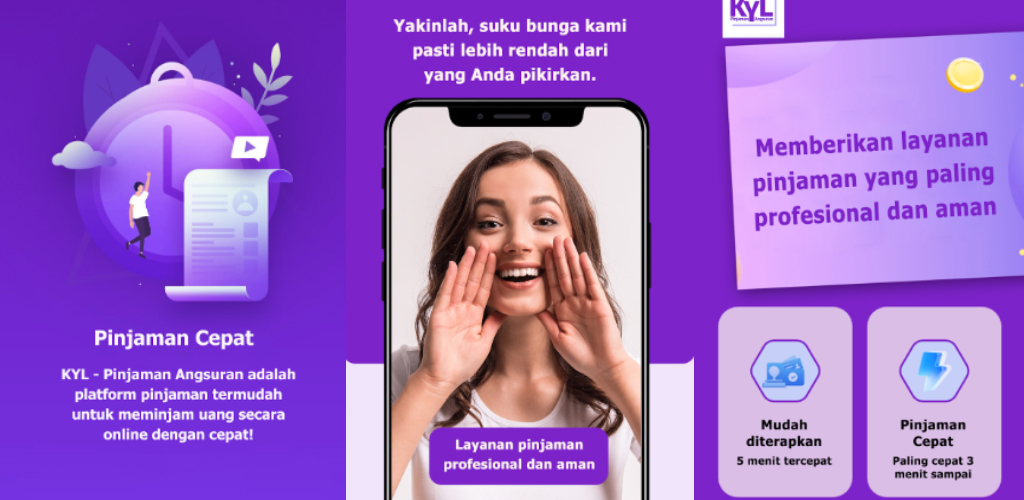 Pinjaman Cepat
KYL - Pinjaman Angsuran adalah
platform pinjaman termudah
untuk meminjam uang secara
online dengan cepat!
Yakinlah, suku bunga kami
pasti lebih rendah dari
yang Anda pikirkan.
Layanan pinjaman
profesional dan aman
KYL
Pinjaman Angsuran
Memberikan layanan
pinjaman yang paling
profesional dan aman
Mudah
diterapkan
5 menit tercepat
Pinjaman
Cepat
Paling cepat 3
menit sampai